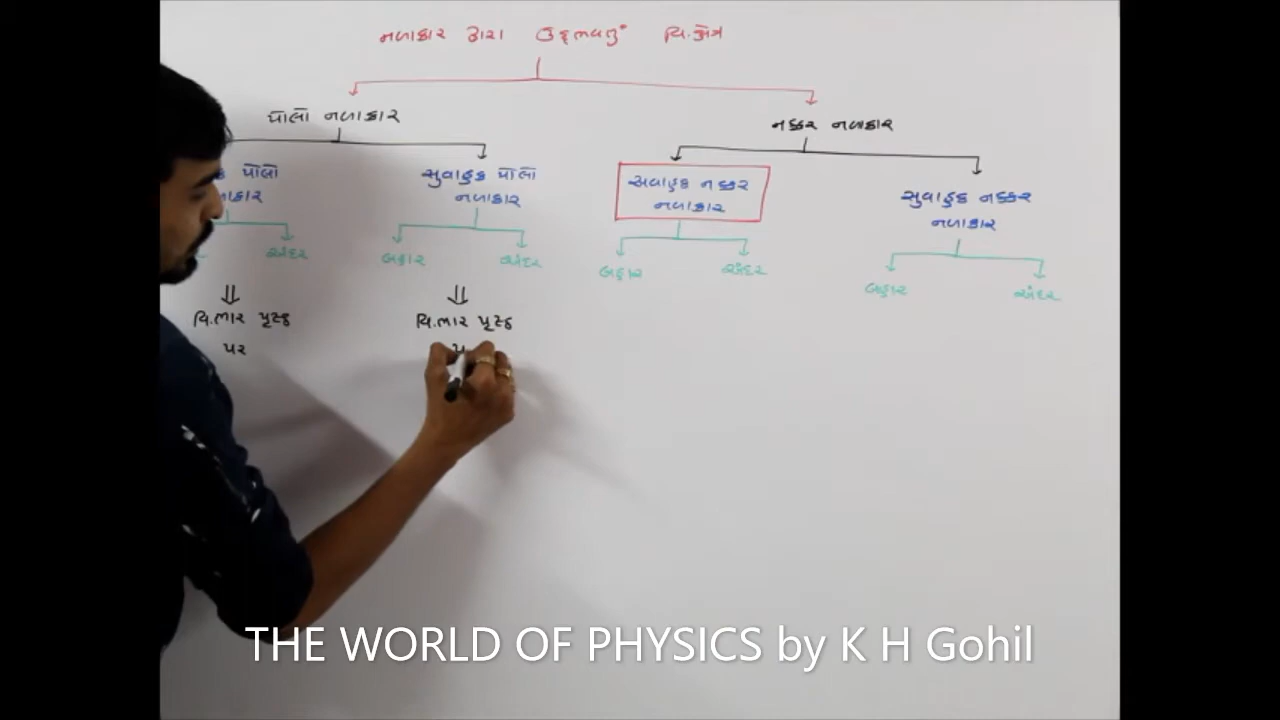 નળાકાર દ્વારા ઉદ્દભવતું વિ.ક્ષેત્ર
પોલો નળાકાર
નક્કર નળાકાર
પોલો
સુવાહક પોલો
નળાકાર
અવાહક નક્કર
નળાકાર
સુવાહક નક્કર
નળાકાર
અંદર
બહાર
અંદર
બહાર
અંદર
બહાર
અંદર
વિ.ભાર પૃષ્ઠ
પર
વિ.ભાર પૃષ્ઠ
THE WORLD OF PHYSICS by K H Gohil